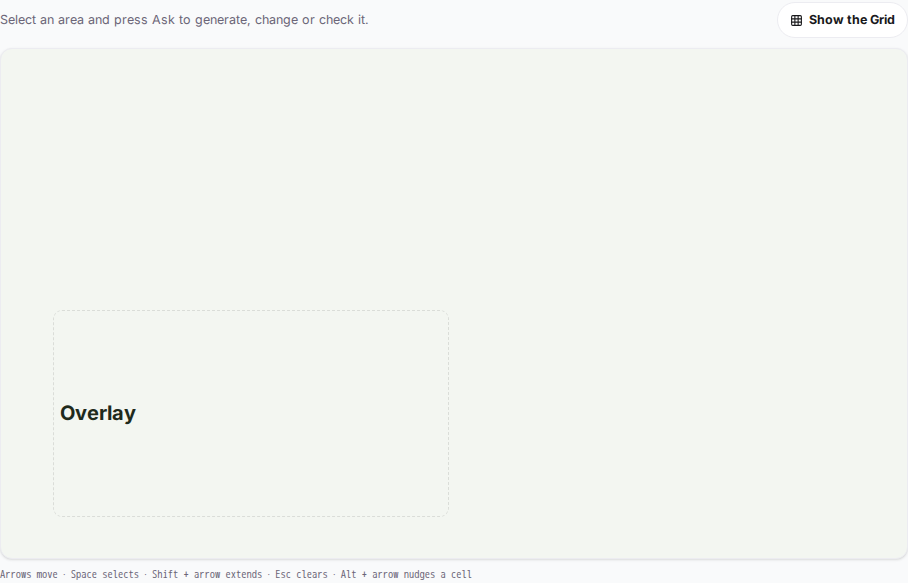 Select an area and press Ask to generate, change or check it.
Show the Grid
Overlay
Arrows move · Space selects · Shift + arrow extends · Esc clears · Alt + arrow nudges a cell